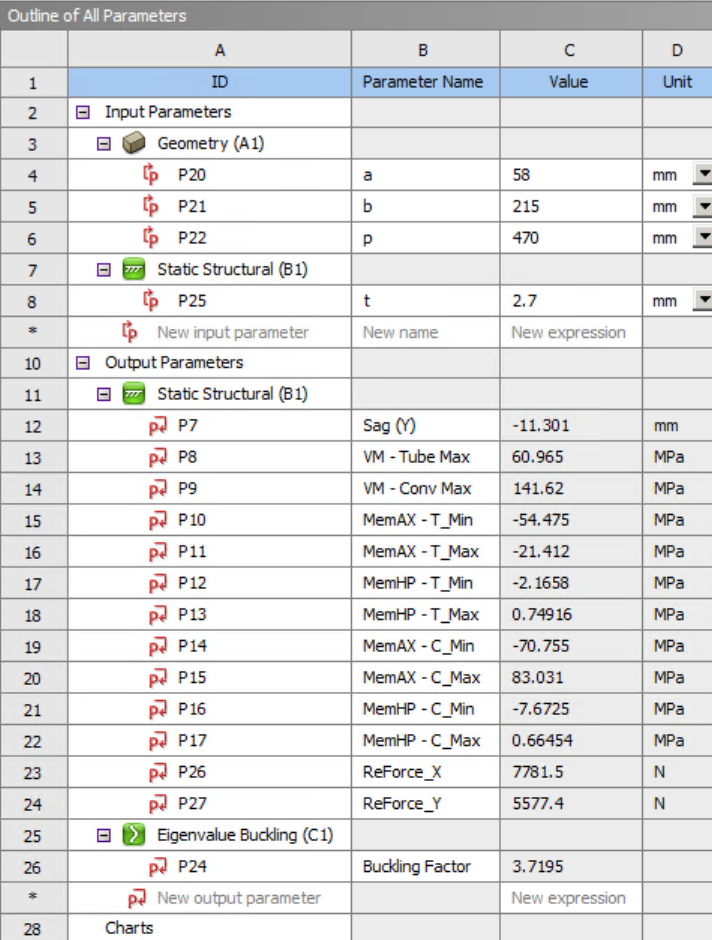 Outline of All Parameters
A B C D
1 ID Parameter Name Value Unit
2 Input Parameters
3 Geometry (A1)
4 P20 a 58 mm
5 P21 b 215 mm
6 P22 p 470 mm
7 Static Structural (B1)
8 P25 t 2.7 mm
* New input parameter New name New expression
10 Output Parameters
11 Static Structural (B1)
12 P7 Sag (Y) -11.301 mm
13 P8 VM - Tube Max 60.965 MPa
14 P9 VM - Conv Max 141.62 MPa
15 P10 MemAX - T_Min -54.475 MPa
16 P11 MemAX - T_Max -21.412 MPa
17 P12 MemHP - T_Min -2.1658 MPa
18 P13 MemHP - T_Max 0.74916 MPa
19 P14 MemAX - C_Min -70.755 MPa
20 P15 MemAX - C_Max 83.031 MPa
21 P16 MemHP - C_Min -7.6725 MPa
22 P17 MemHP - C_Max 0.66454 MPa
23 P26 ReForce_X 7781.5 N
24 P27 ReForce_Y 5577.4 N
25 Eigenvalue Buckling (C1)
26 P24 Buckling Factor 3.7195
* New output parameter New expression
28 Charts